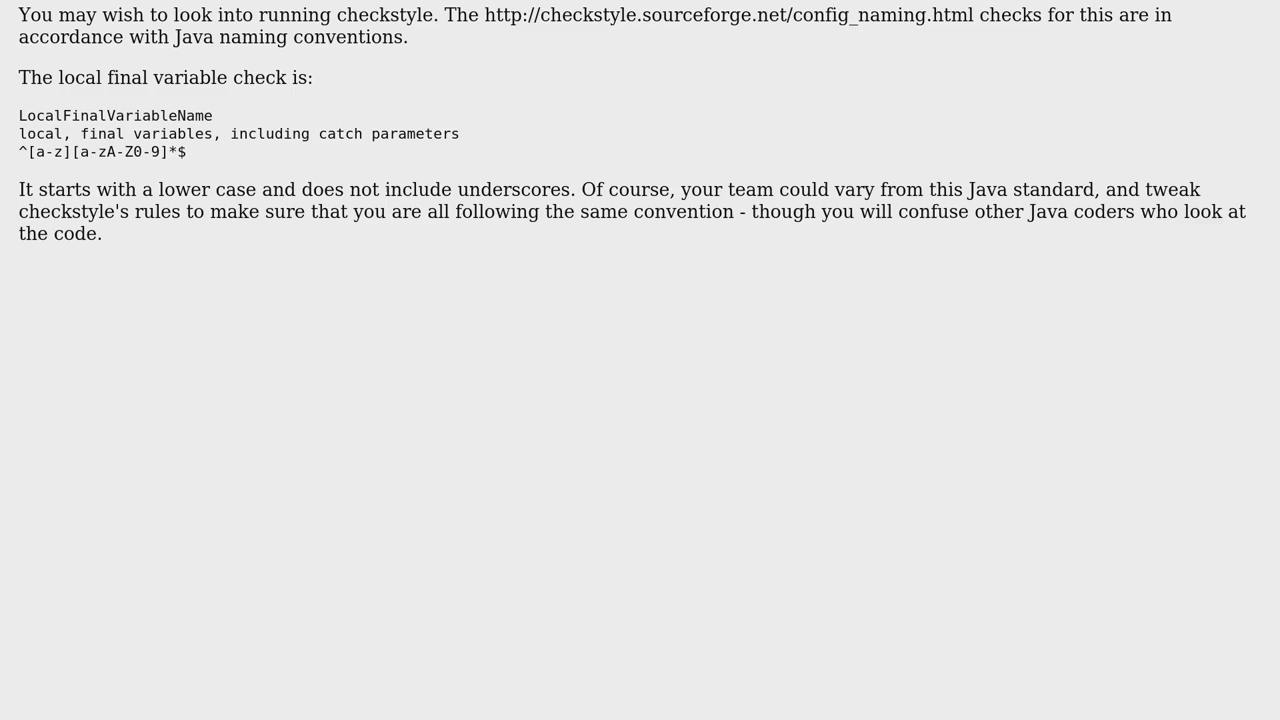 You may wish to look into running checkstyle. The http://checkstyle.sourceforge.net/config_naming.html checks for this are in
accordance with Java naming conventions.
The local final variable check is:
LocalFinalVariableName
local, final variables, including catch parameters
^[a-z][a-zA-Z0-9]*$
It starts with a lower case and does not include underscores. Of course, your team could vary from this Java standard, and tweak
checkstyle's rules to make sure that you are all following the same convention - though you will confuse other Java coders who look at
the code.